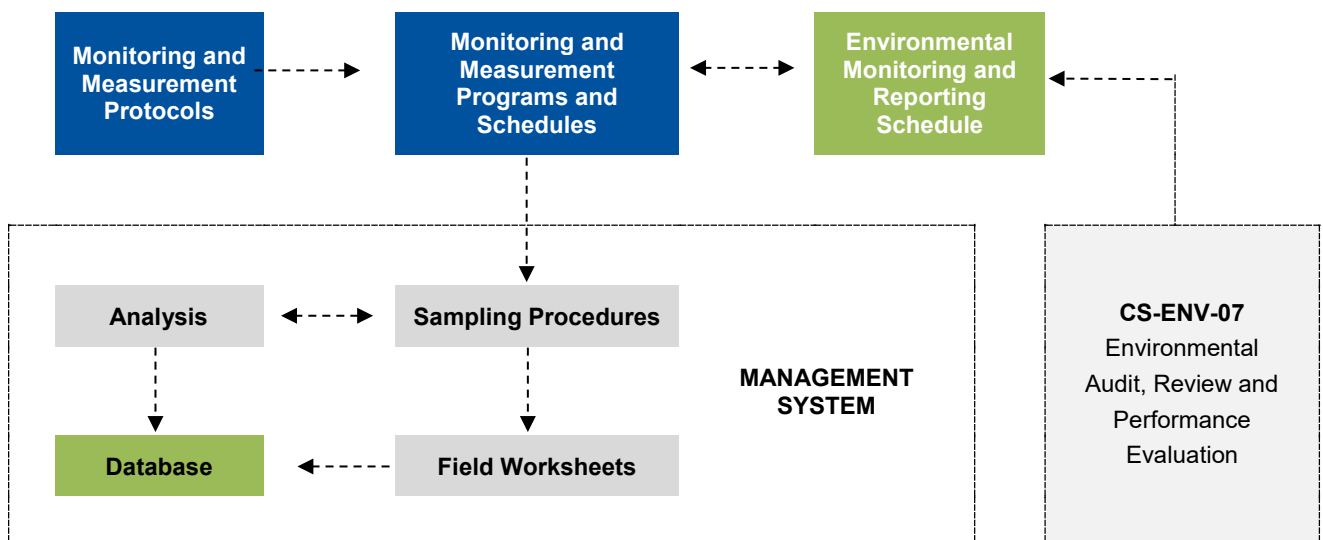 Monitoring and
Measurement
Protocols
Monitoring and
Measurement
Programs and
Schedules
Environmental
Monitoring and
Reporting
Schedule
Analysis
Sampling Procedures
MANAGEMENT
SYSTEM
Database
Field Worksheets
CS-ENV-07
Environmental
Audit, Review and
Performance
Evaluation